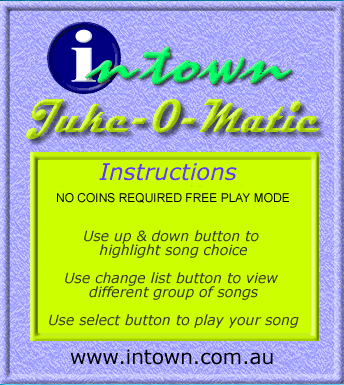 intown
Juke-O-Matic
Instructions
NO COINS REQUIRED FREE PLAY MODE
Use up & down button to
highlight song choice
Use change list button to view
different group of songs
Use select button to play your song
www.intown.com.au